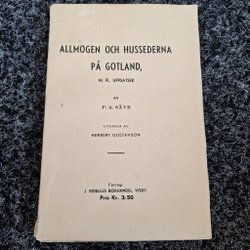 ALLMOGEN OCH HUSSEDERNA
PÅ GOTLAND,
M. FL. UPPSATSER
AV
P. A. SÄVE
UTGIVNA AV
HERBERT GUSTAVSON
Förlag:
J. RIDELIUS BOKHANDEL, VISBY
Pris Kr. 3:50